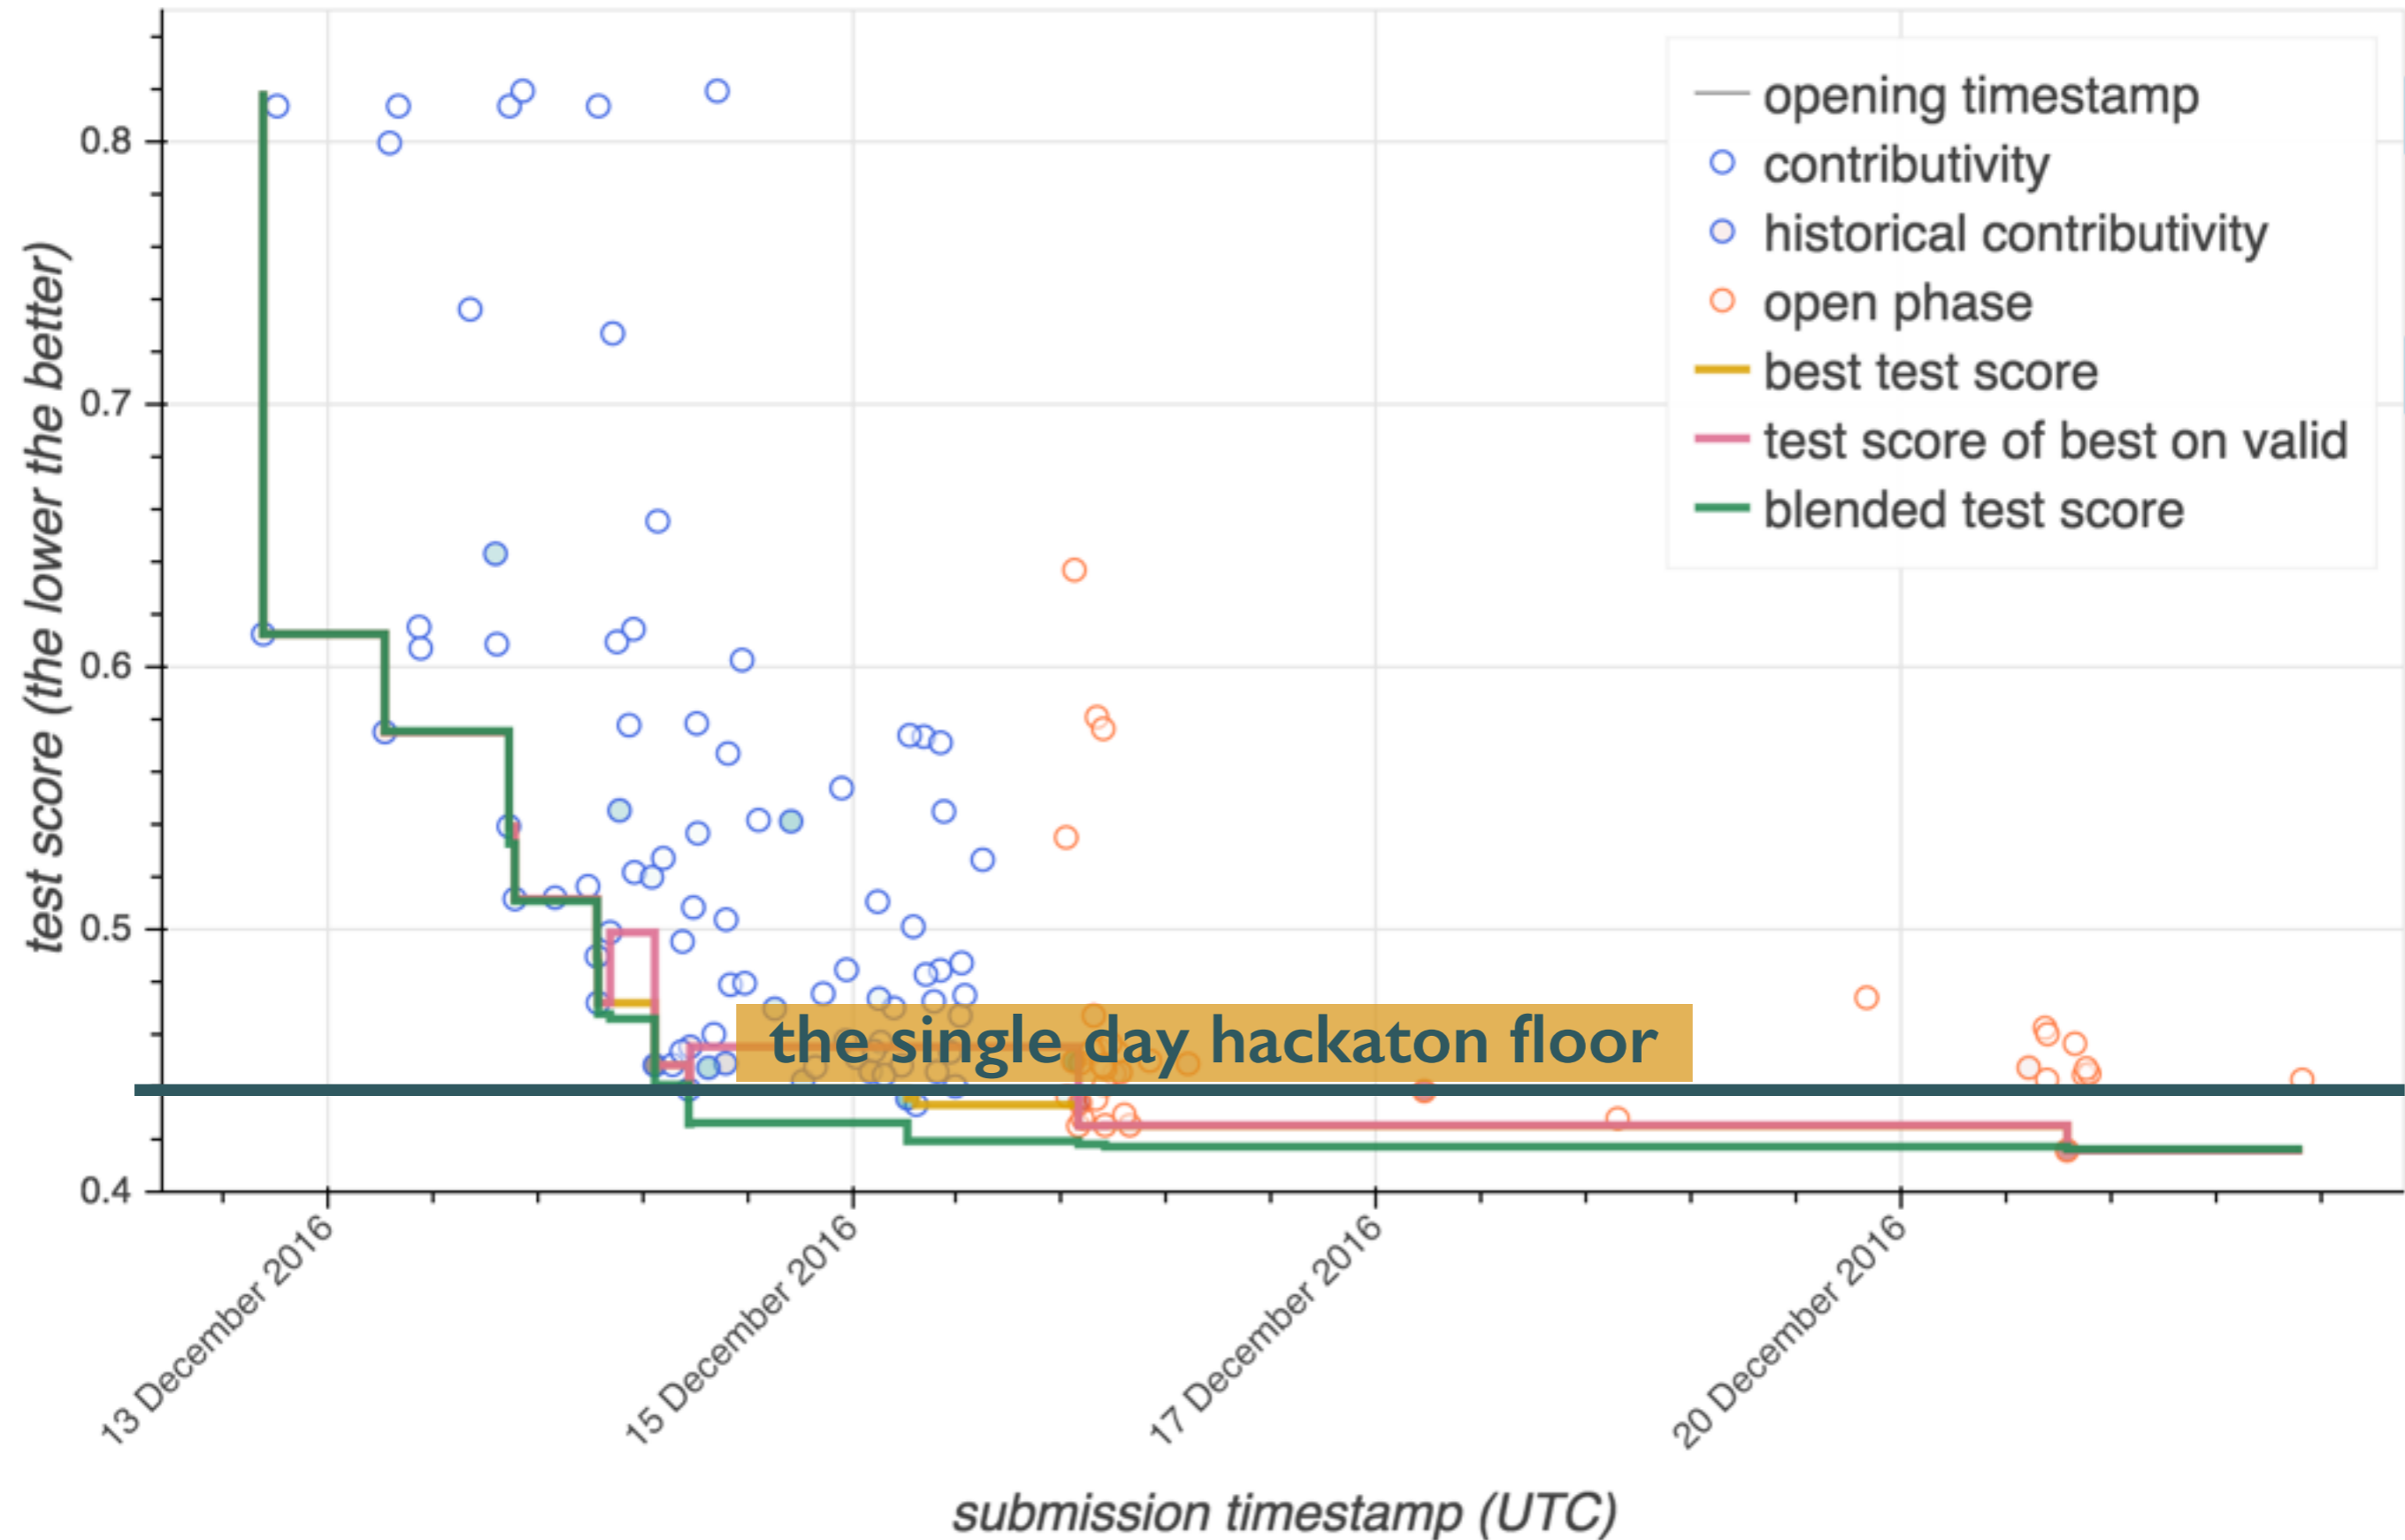 test score (the lower the better)
0.8
0.7
0.6
0.5
0.4
opening timestamp
contributivity
historical contributivity
open phase
best test score
test score of best on valid
blended test score
the single day hackaton floor
13 December 2016
15 December 2016
17 December 2016
20 December 2016
submission timestamp (UTC)